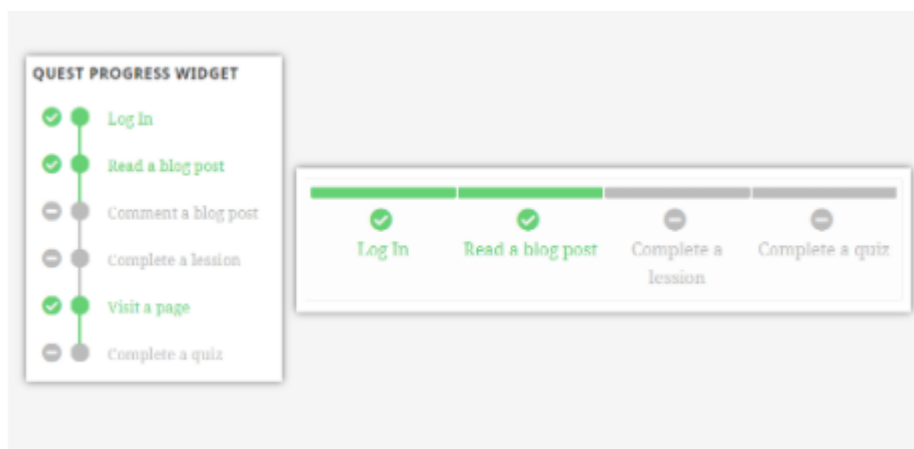 QUEST PROGRESS WIDGET
Log In
Read a blog post
Comment a blog post
Complete a lession
Visit a page
Complete a quiz
Log In
Read a blog post
Complete a
lession
Complete a quiz